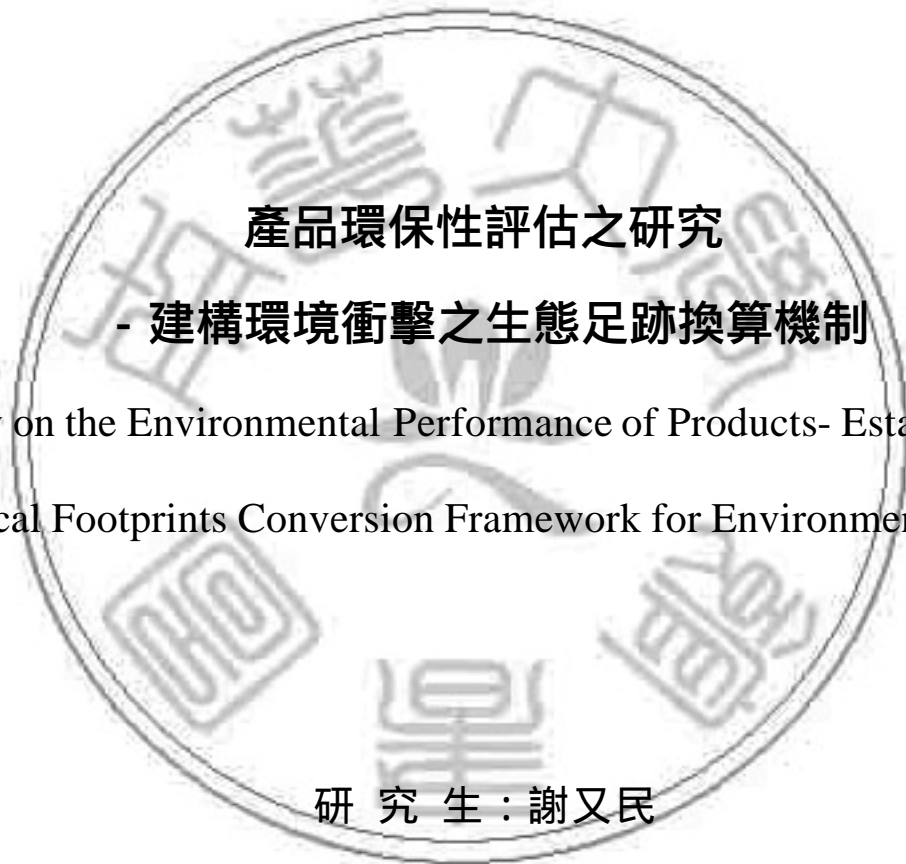 產品環保性評估之研究
- 建構環境衝擊之生態足跡換算機制
on the Environmental Performance of Products- Esta
cal Footprints Conversion Framework for Environme
研 究 生：謝又民